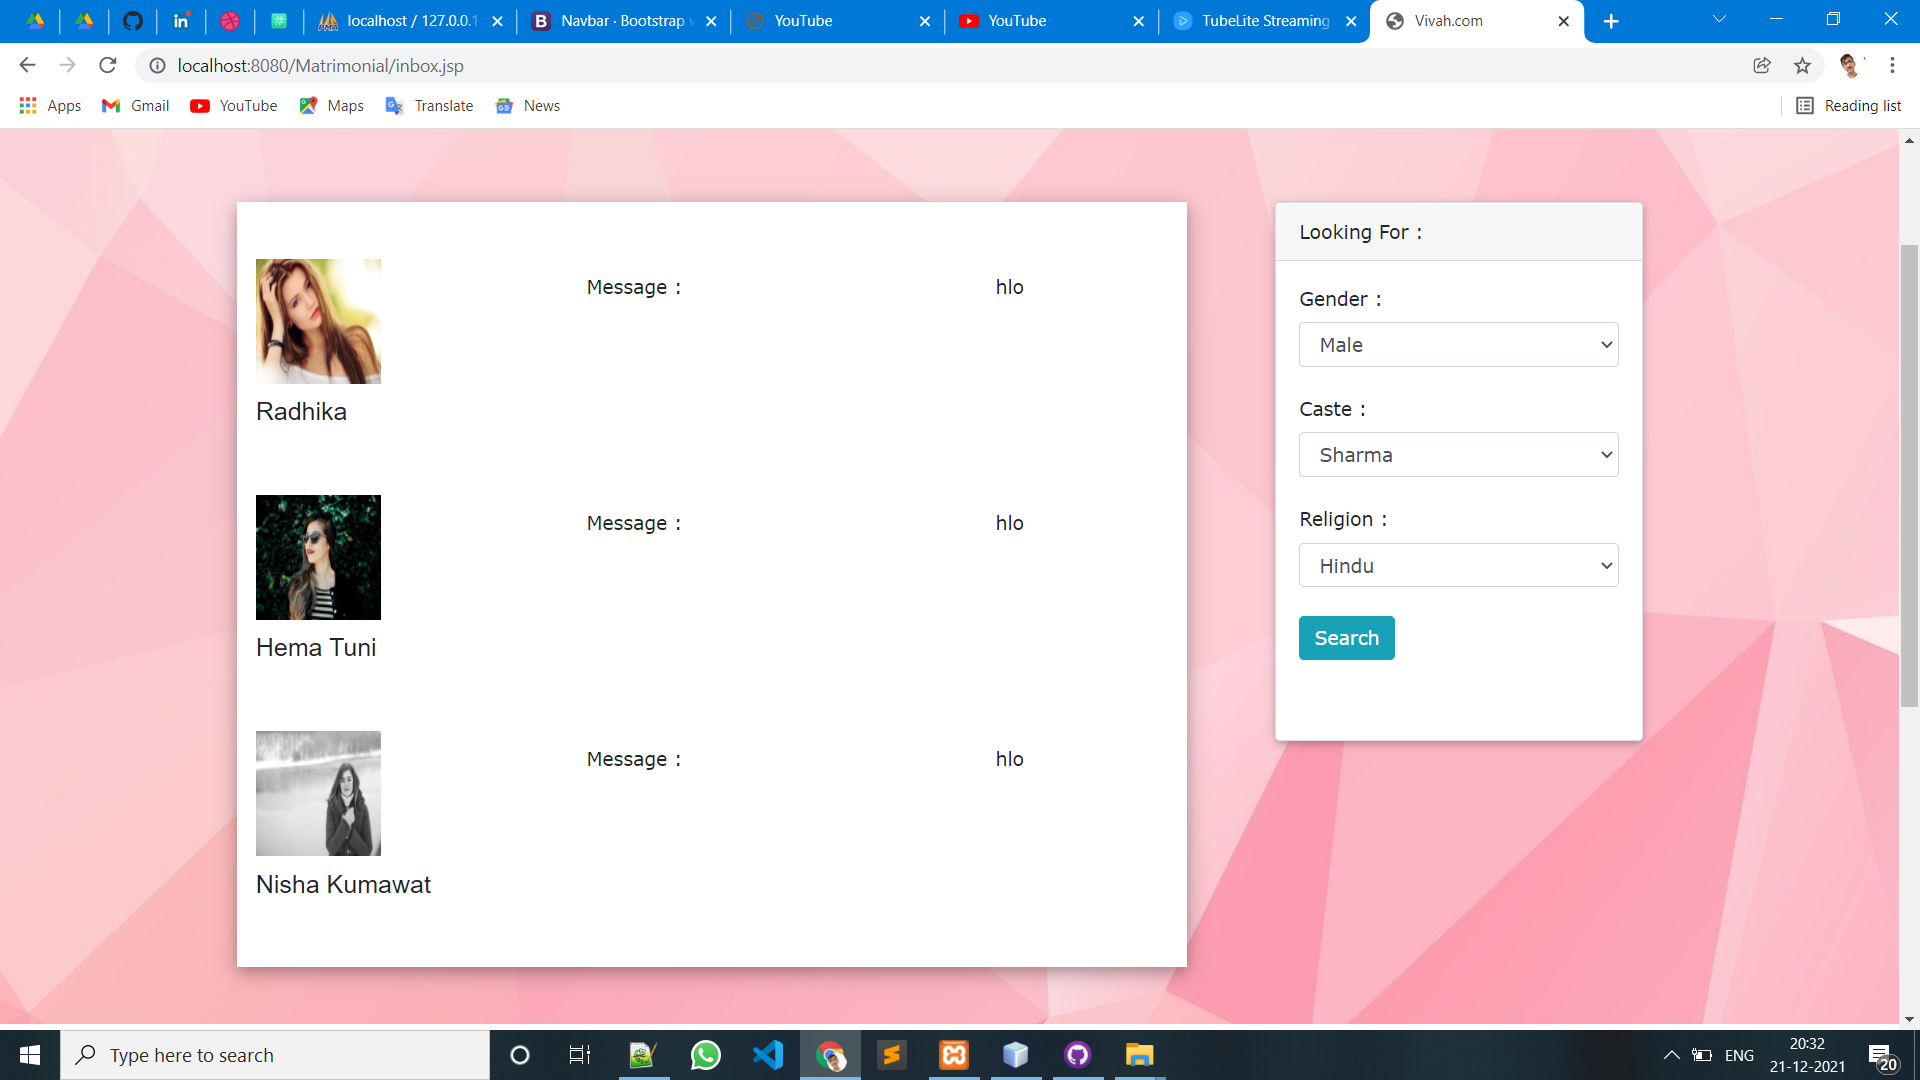 localhost / 127.0.0.1
Navbar · Bootstrap v
YouTube
YouTube
TubeLite Streaming
Vivah.com
localhost:8080/Matrimonial/inbox.jsp
Apps
Gmail
YouTube
Maps
Translate
News
Reading list
Message :
hlo
Radhika
Message :
hlo
Hema Tuni
Message :
hlo
Nisha Kumawat
Looking For :
Gender :
Male
Caste :
Sharma
Religion :
Hindu
Search
Type here to search
ENG
20:32
21-12-2021
20